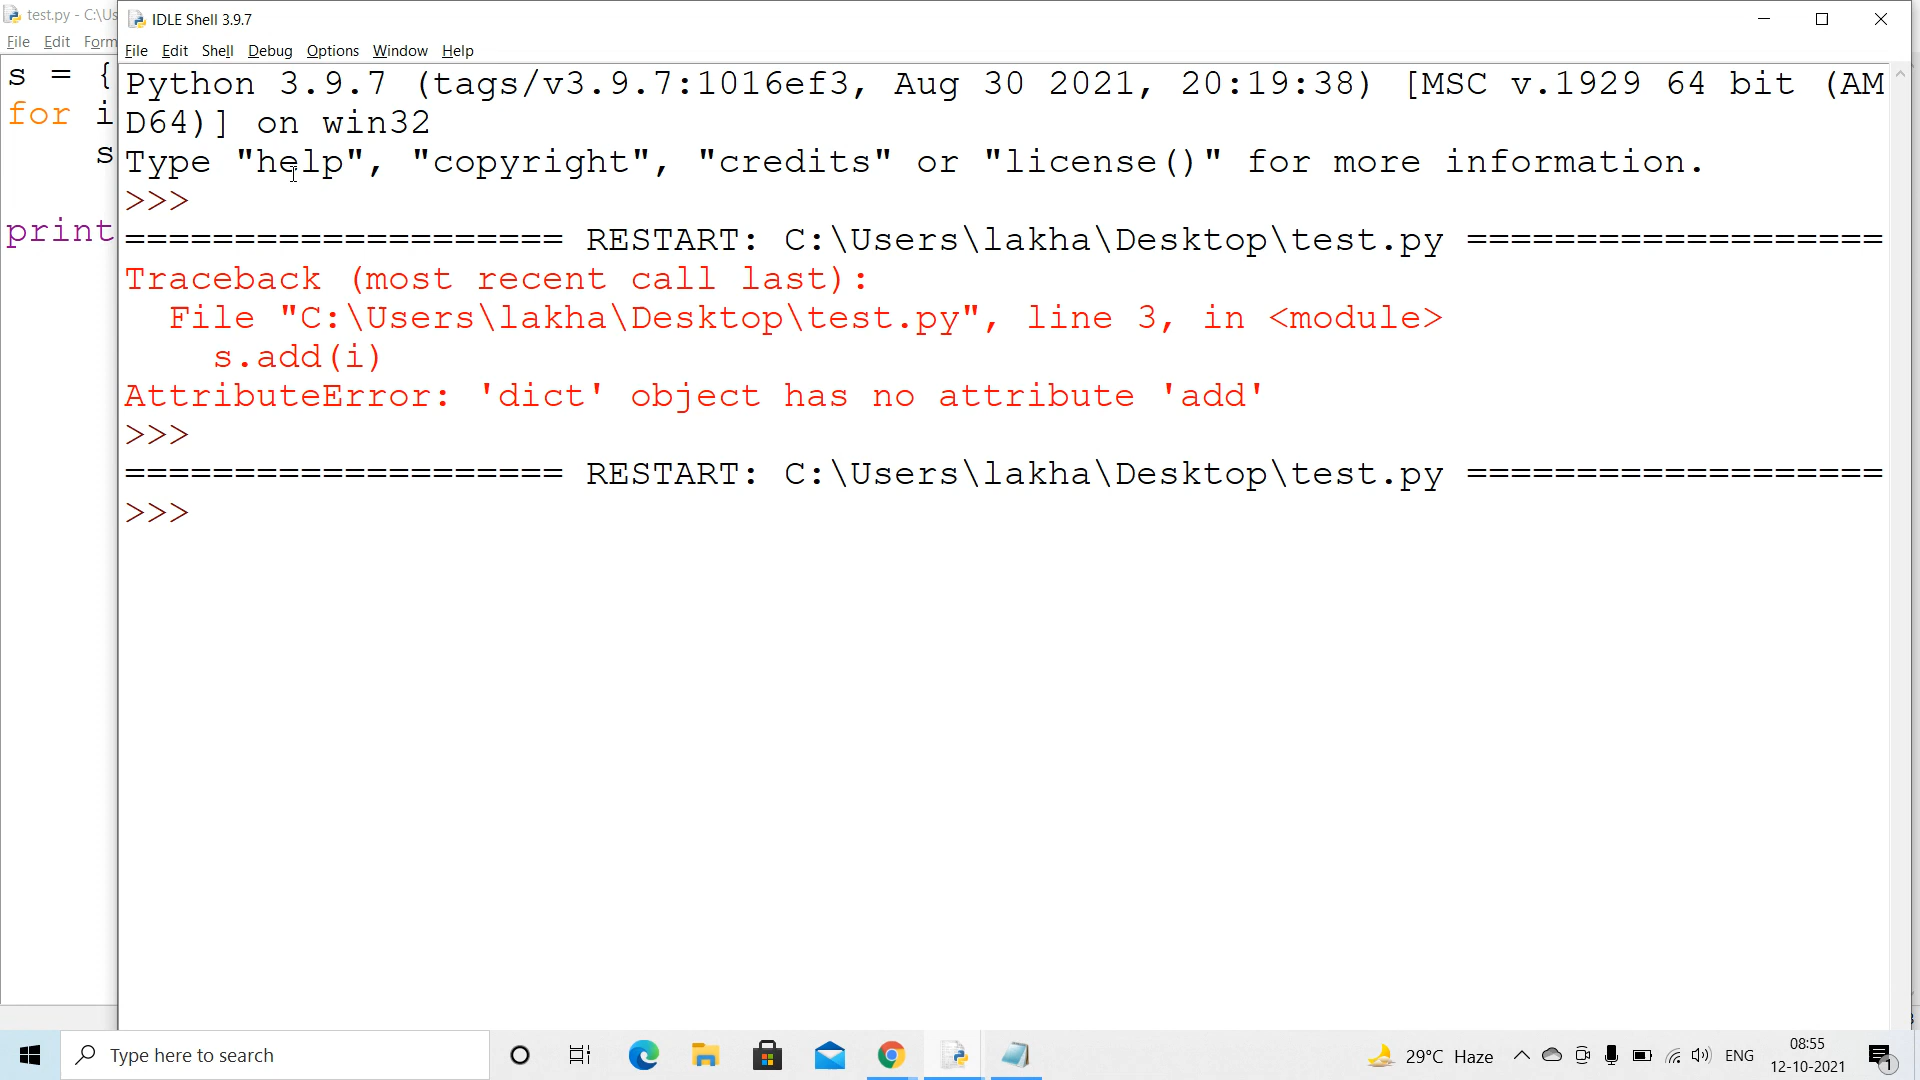 test.py - C:\Us
File Edit Form
s = {
for i
s
print
IDLE Shell 3.9.7
File Edit Shell Debug Options Window Help
Python 3.9.7 (tags/v3.9.7:1016ef3, Aug 30 2021, 20:19:38) [MSC v.1929 64 bit (AM
D64)] on win32
Type "help", "copyright", "credits" or "license()" for more information.
>>>
==================== RESTART: C:\Users\lakha\Desktop\test.py ===================
Traceback (most recent call last):
  File "C:\Users\lakha\Desktop\test.py", line 3, in <module>
    s.add(i)
AttributeError: 'dict' object has no attribute 'add'
>>>
==================== RESTART: C:\Users\lakha\Desktop\test.py ===================
>>>
Type here to search
29°C Haze
ENG
08:55
12-10-2021
1